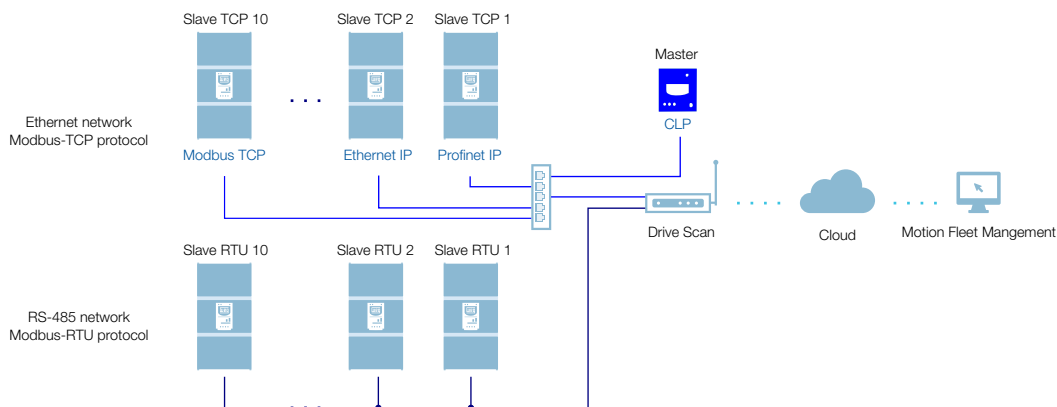 Slave TCP 10
Slave TCP 2
Slave TCP 1
Master
Ethernet network
Modbus-TCP protocol
CLP
Modbus TCP
Ethernet IP
Profinet IP
Drive Scan
Cloud
Motion Fleet Mangement
Slave RTU 10
Slave RTU 2
Slave RTU 1
RS-485 network
Modbus-RTU protocol